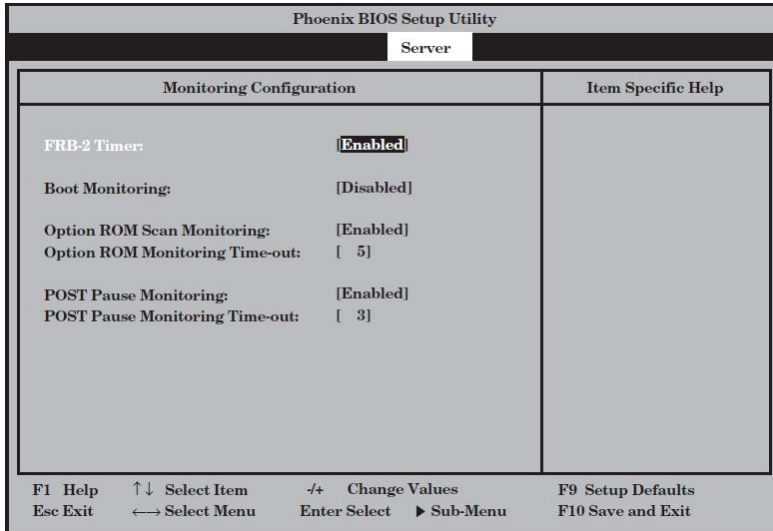 Phoenix BIOS Setup Utility
Server
Monitoring Configuration
Item Specific Help
FRB-2 Timer: [Enabled]
Boot Monitoring: [Disabled]
Option ROM Scan Monitoring: [Enabled]
Option ROM Monitoring Time-out: [ 5]
POST Pause Monitoring: [Enabled]
POST Pause Monitoring Time-out: [ 3]
F1 Help ↑↓ Select Item -/+ Change Values F9 Setup Defaults
Esc Exit ←→ Select Menu Enter Select ▶ Sub-Menu F10 Save and Exit